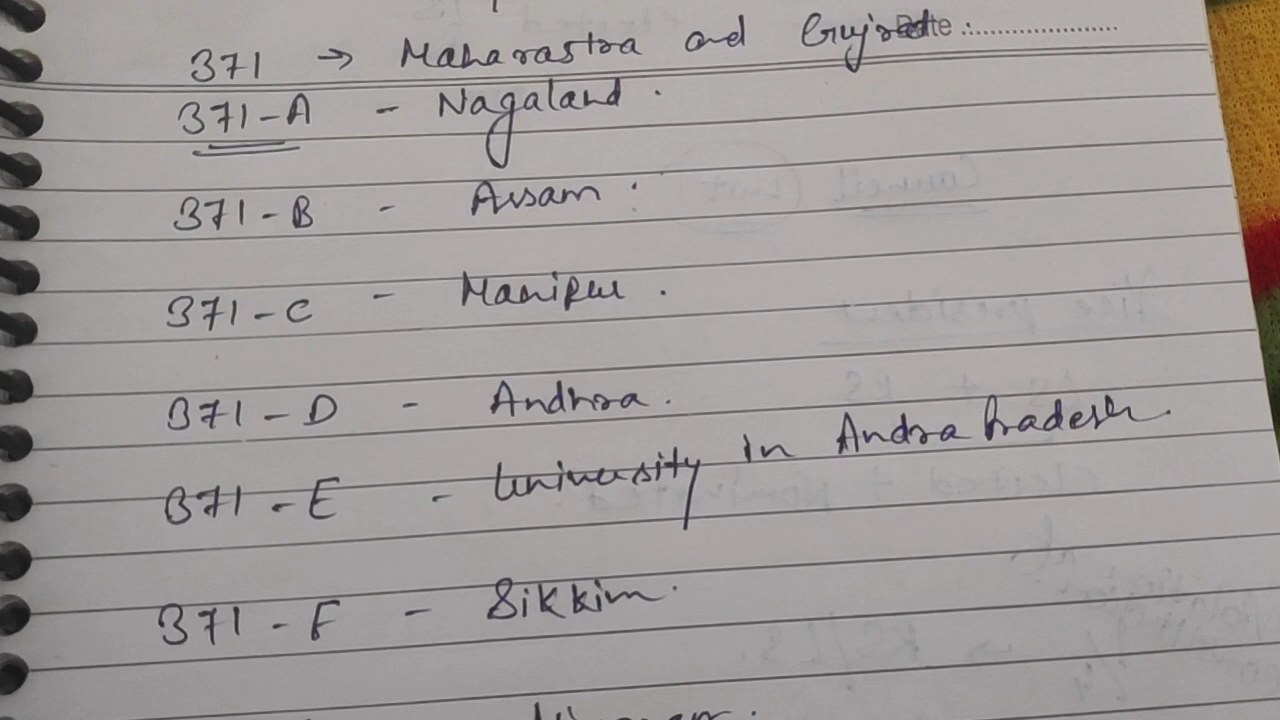 371 → Maharastra and Gujrat Date :
371-A - Nagaland .
371-B - Assam .
371-C - Manipur .
371-D - Andhra .
371-E - University in Andra Pradesh .
371-F - Sikkim .